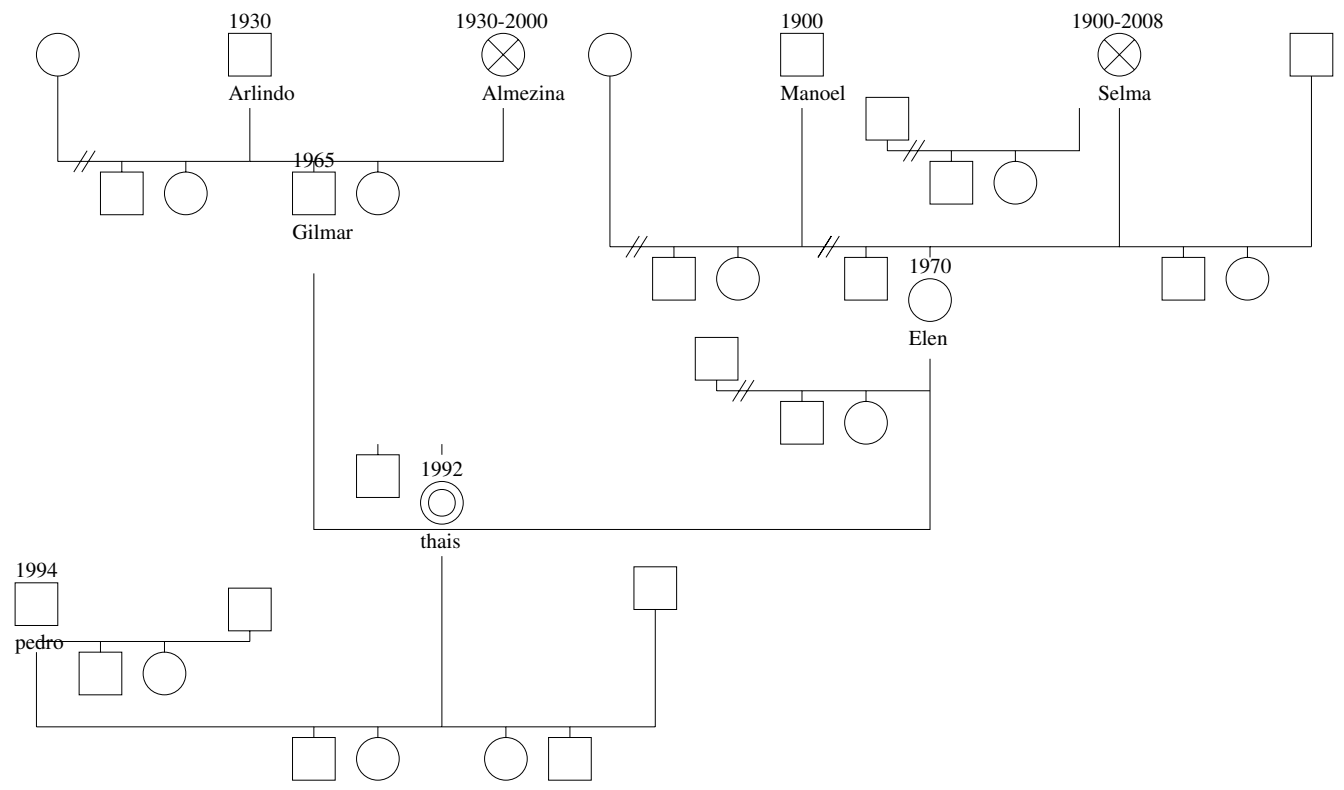 1930
1930-2000
1900
1900-2008
Arlindo
Almezina
Manoel
Selma
1965
Gilmar
1970
Elen
1992
thais
1994
pedro